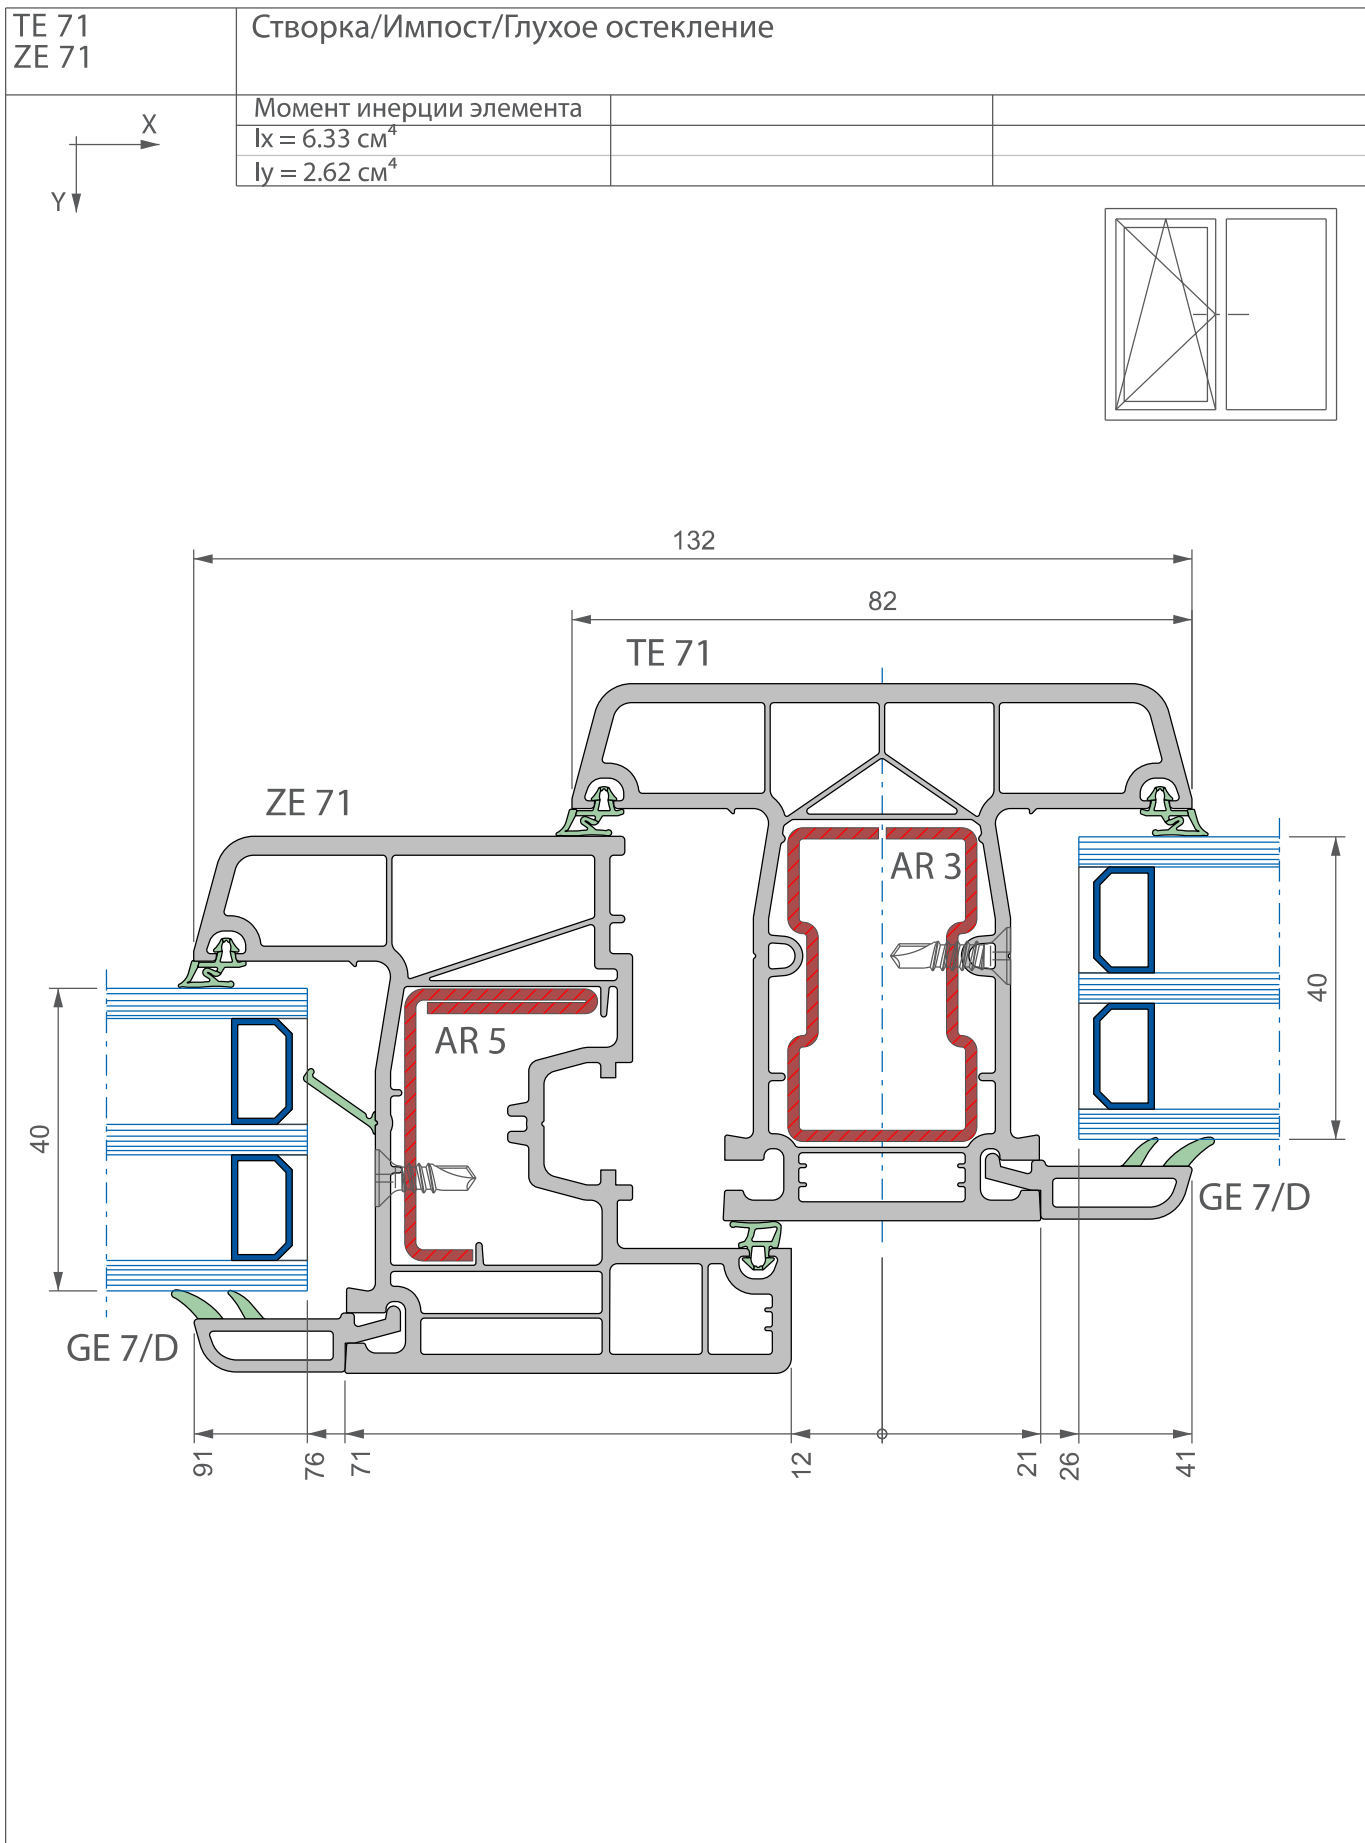 TE 71
ZE 71
Створка/Импост/Глухое остекление
Момент инерции элемента
Ix = 6.33 см⁴
Iy = 2.62 см⁴
X
Y
132
82
TE 71
ZE 71
AR 3
AR 5
40
40
GE 7/D
GE 7/D
91
76
71
12
21
26
41